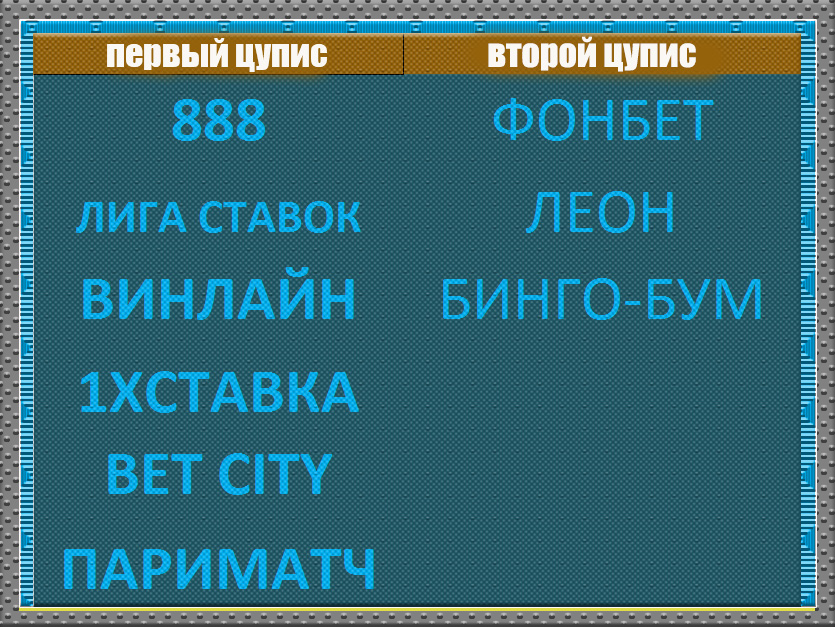 первый цупис
второй цупис
888
ФОНБЕТ
ЛИГА СТАВОК
ЛЕОН
ВИНЛАЙН
БИНГО-БУМ
1ХСТАВКА
BET CITY
ПАРИМАТЧ